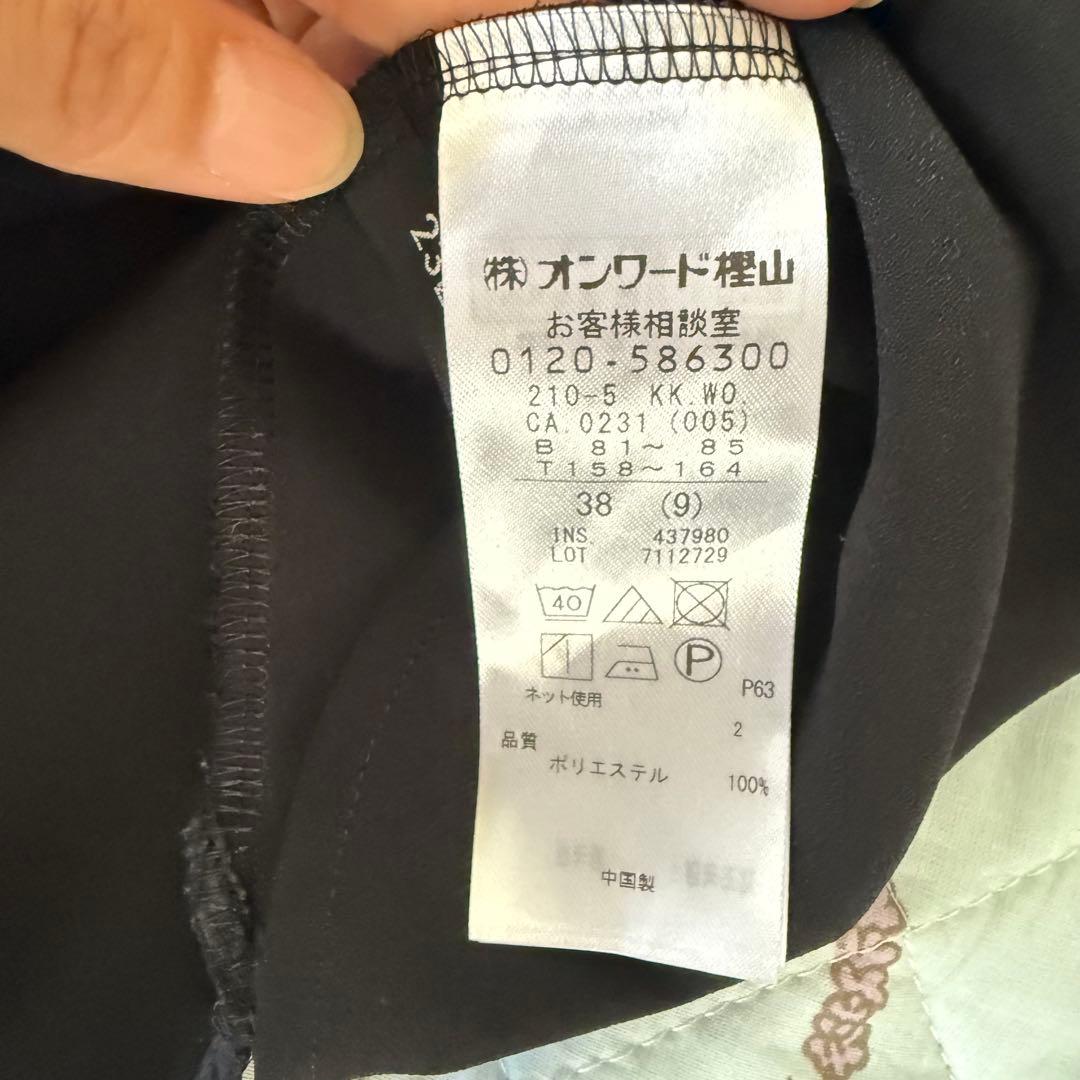 ㈱オンワード樫山
お客様相談室
0120-586300
210-5 KK.WO.
CA.0231 (005)
B 81～ 85
T158～164
38 (9)
INS. 437980
LOT 7112729
40
P
ネット使用 P63
2
品質
ポリエステル 100%
中国製